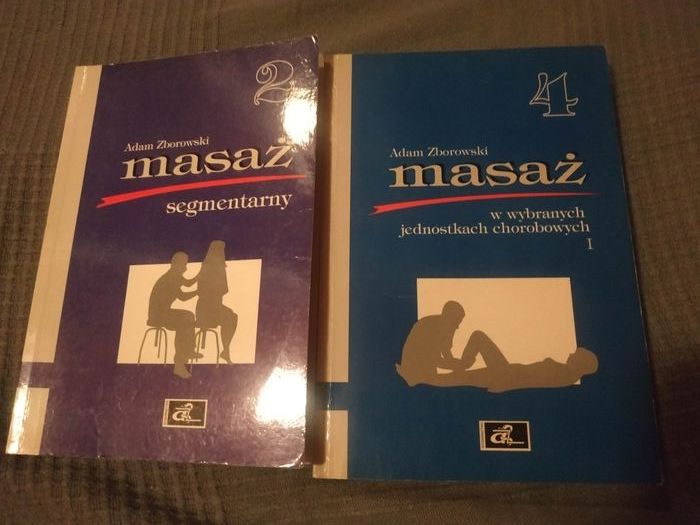 2
Adam Zborowski
masaż
segmentarny
4
Adam Zborowski
masaż
w wybranych
jednostkach chorobowych
I